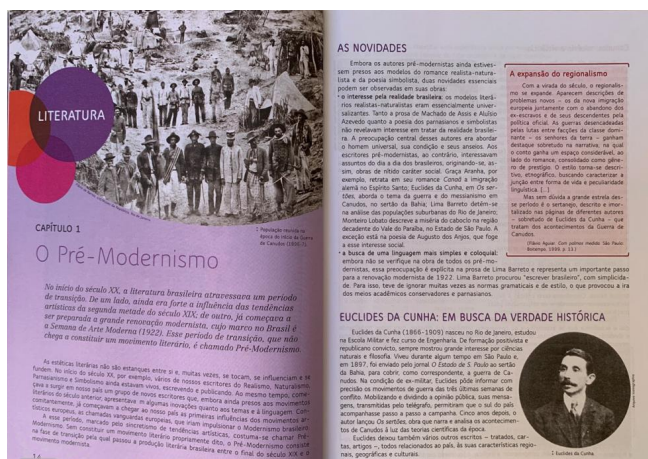 LITERATURA
População reunida na
época do início da Guerra
de Canudos (1896-7).
CAPÍTULO 1
O Pré-Modernismo
No início do século XX, a literatura brasileira atravessava um período
de transição. De um lado, ainda era forte a influência das tendências
artísticas da segunda metade do século XIX; de outro, já começava a
ser preparada a grande renovação modernista, cujo marco no Brasil é
a Semana de Arte Moderna (1922). Esse período de transição, que não
chega a constituir um movimento literário, é chamado Pré-Modernismo.
As estéticas literárias não são estanques entre si e, muitas vezes, se tocam, se influenciam e se
fundem. No início do século XX, por exemplo, vários de nossos escritores do Realismo, Naturalismo,
Parnasianismo e Simbolismo ainda estavam vivos, escrevendo e publicando. Ao mesmo tempo, come-
çava a surgir em nosso país um grupo de novos escritores que, embora ainda presos aos movimentos
literários do século anterior, apresentavam já algumas inovações quanto aos temas e à linguagem. Con-
comitantemente, já começavam a chegar ao nosso país as primeiras influências dos movimentos ar-
tísticos europeus, as chamadas vanguardas europeias, que iriam impulsionar o Modernismo brasileiro
A esse período, marcado pelo sincretismo de tendências artísticas, costuma-se chamar Pré-
Modernismo. Sem constituir um movimento literário propriamente dito, o Pré-Modernismo consiste
na fase de transição pela qual passou a produção literária brasileira entre o final do século XIX e o
movimento modernista.
14
AS NOVIDADES
Embora os autores pré-modernistas ainda estives-
sem presos aos modelos do romance realista-natura-
lista e da poesia simbolista, duas novidades essenciais
podem ser observadas em suas obras:
• o interesse pela realidade brasileira: os modelos literá-
rios realistas-naturalistas eram essencialmente univer-
salizantes. Tanto a prosa de Machado de Assis e Aluísio
Azevedo quanto a poesia dos parnasianos e simbolistas
não revelavam interesse em tratar da realidade brasilei-
ra. A preocupação central desses autores era abordar
o homem universal, sua condição e seus anseios. Aos
escritores pré-modernistas, ao contrário, interessavam
assuntos do dia a dia dos brasileiros, originando-se, as-
sim, obras de nítido caráter social. Graça Aranha, por
exemplo, retrata em seu romance Canaã a imigração
alemã no Espírito Santo; Euclides da Cunha, em Os ser-
tões, aborda o tema da guerra e do messianismo em
Canudos, no sertão da Bahia; Lima Barreto detém-se
na análise das populações suburbanas do Rio de Janeiro;
Monteiro Lobato descreve a miséria do caboclo na região
decadente do Vale do Paraíba, no Estado de São Paulo. A
exceção está na poesia de Augusto dos Anjos, que foge
a esse interesse social.
• a busca de uma linguagem mais simples e coloquial:
embora não se verifique na obra de todos os pré-mo-
dernistas, essa preocupação é explícita na prosa de Lima Barreto e representa um importante passo
para a renovação modernista de 1922. Lima Barreto procurou "escrever brasileiro", com simplicida-
de. Para isso, teve de ignorar muitas vezes as normas gramaticais e de estilo, o que provocou a ira
dos meios acadêmicos conservadores e parnasianos.
A expansão do regionalismo
Com a virada do século, o regionalis-
mo se expande. Aparecem descrições de
problemas novos – os da nova imigração
europeia juntamente com o abandono dos
ex-escravos e de seus descendentes pela
política oficial. As guerras desencadeadas
pelas lutas entre facções da classe domi-
nante – os senhores da terra – ganham
destaque sobretudo na narrativa, na qual
o conto ganha um espaço considerável, ao
lado do romance, consolidado como gêne-
ro de prestígio. O estilo torna-se descri-
tivo, etnográfico, buscando caracterizar a
junção entre forma de vida e peculiaridade
linguística. [...]
Mas sem dúvida a grande estrela des-
se período é o sertanejo, descrito e imor-
talizado nas páginas de diferentes autores
– sobretudo de Euclides da Cunha – que
tratam dos acontecimentos da Guerra de
Canudos.
EUCLIDES DA CUNHA: EM BUSCA DA VERDADE HISTÓRICA
Euclides da Cunha (1866-1909) nasceu no Rio de Janeiro, estudou
na Escola Militar e fez curso de Engenharia. De formação positivista e
republicano convicto, sempre mostrou grande interesse por ciências
naturais e filosofia. Viveu durante algum tempo em São Paulo e,
em 1897, foi enviado pelo jornal O Estado de S. Paulo ao sertão
da Bahia, para cobrir, como correspondente, a guerra de Ca-
nudos. Na condição de ex-militar, Euclides pôde informar com
precisão os movimentos de guerra das três últimas semanas de
conflito. Mobilizando e dividindo a opinião pública, suas mensa-
gens, transmitidas pelo telégrafo, permitiram que o sul do país
acompanhasse passo a passo a campanha. Cinco anos depois, o
autor lançou Os sertões, obra que narra e analisa os acontecimen-
tos de Canudos à luz das teorias científicas da época.
Euclides deixou também vários outros escritos – tratados, car-
tas, artigos –, todos relacionados ao país, às suas características regio-
nais, geográficas e culturais.
Euclides da Cunha.